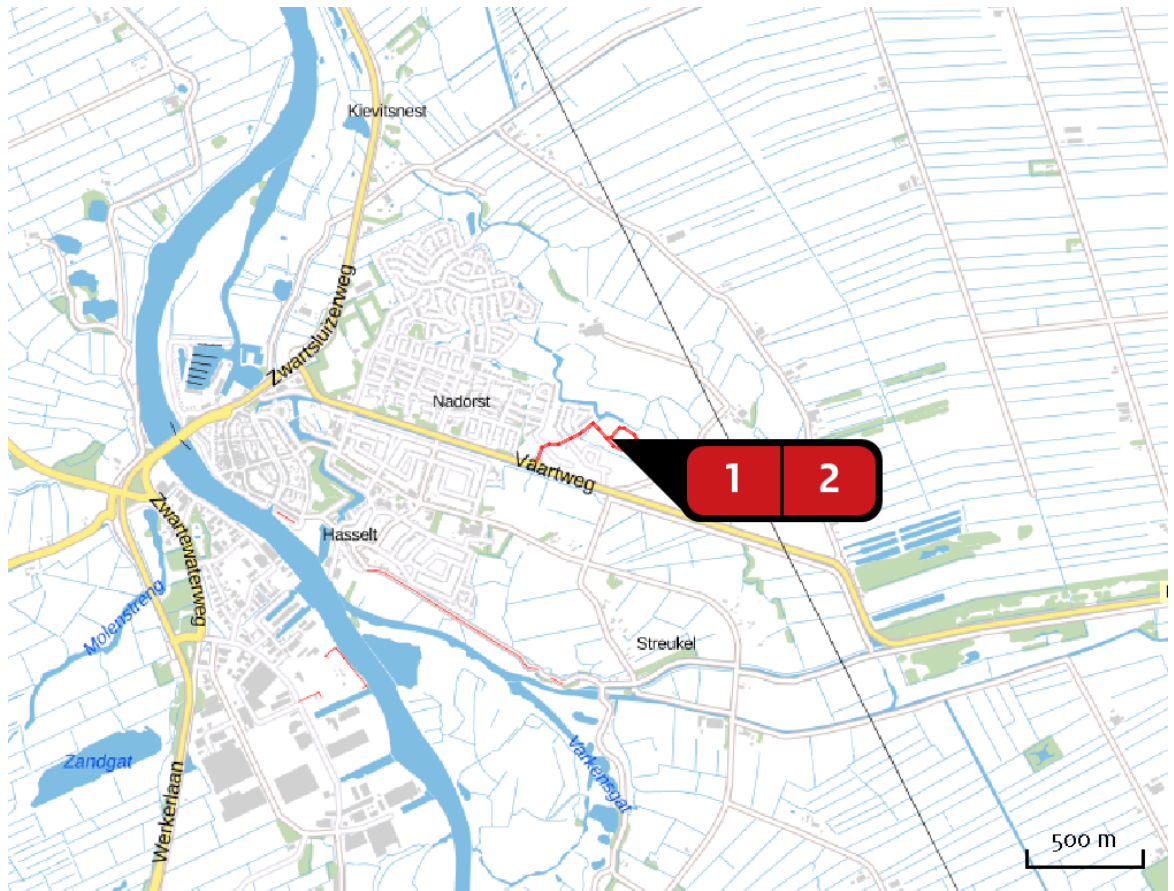 Kievitsnest
Zwartsluizerweg
Nadorst
Vaartweg
1 2
Zwartewaterweg
Hasselt
Molenstreng
Streukel
Zandgat
Varkensgat
Werkerlaan
500 m